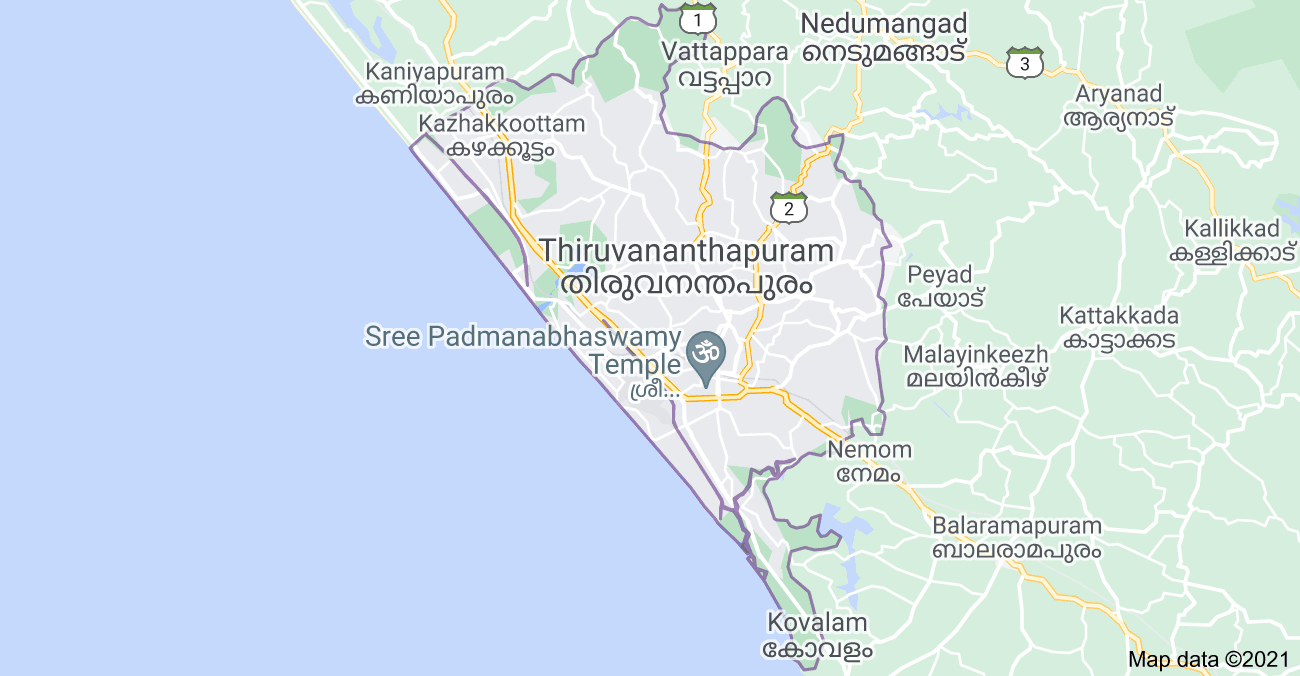 1
Nedumangad
നെടുമങ്ങാട്
Vattappara
വട്ടപ്പാറ
3
Kaniyapuram
കണിയാപുരം
Aryanad
ആര്യനാട്
Kazhakkoottam
കഴക്കൂട്ടം
2
Kallikkad
കള്ളിക്കാട്
Thiruvananthapuram
തിരുവനന്തപുരം
Peyad
പേയാട്
Kattakkada
കാട്ടാക്കട
Sree Padmanabhaswamy
Temple
ശ്രീ...
ॐ
Malayinkeezh
മലയിൻകീഴ്
Nemom
നേമം
Balaramapuram
ബാലരാമപുരം
Kovalam
കോവളം
Map data ©2021